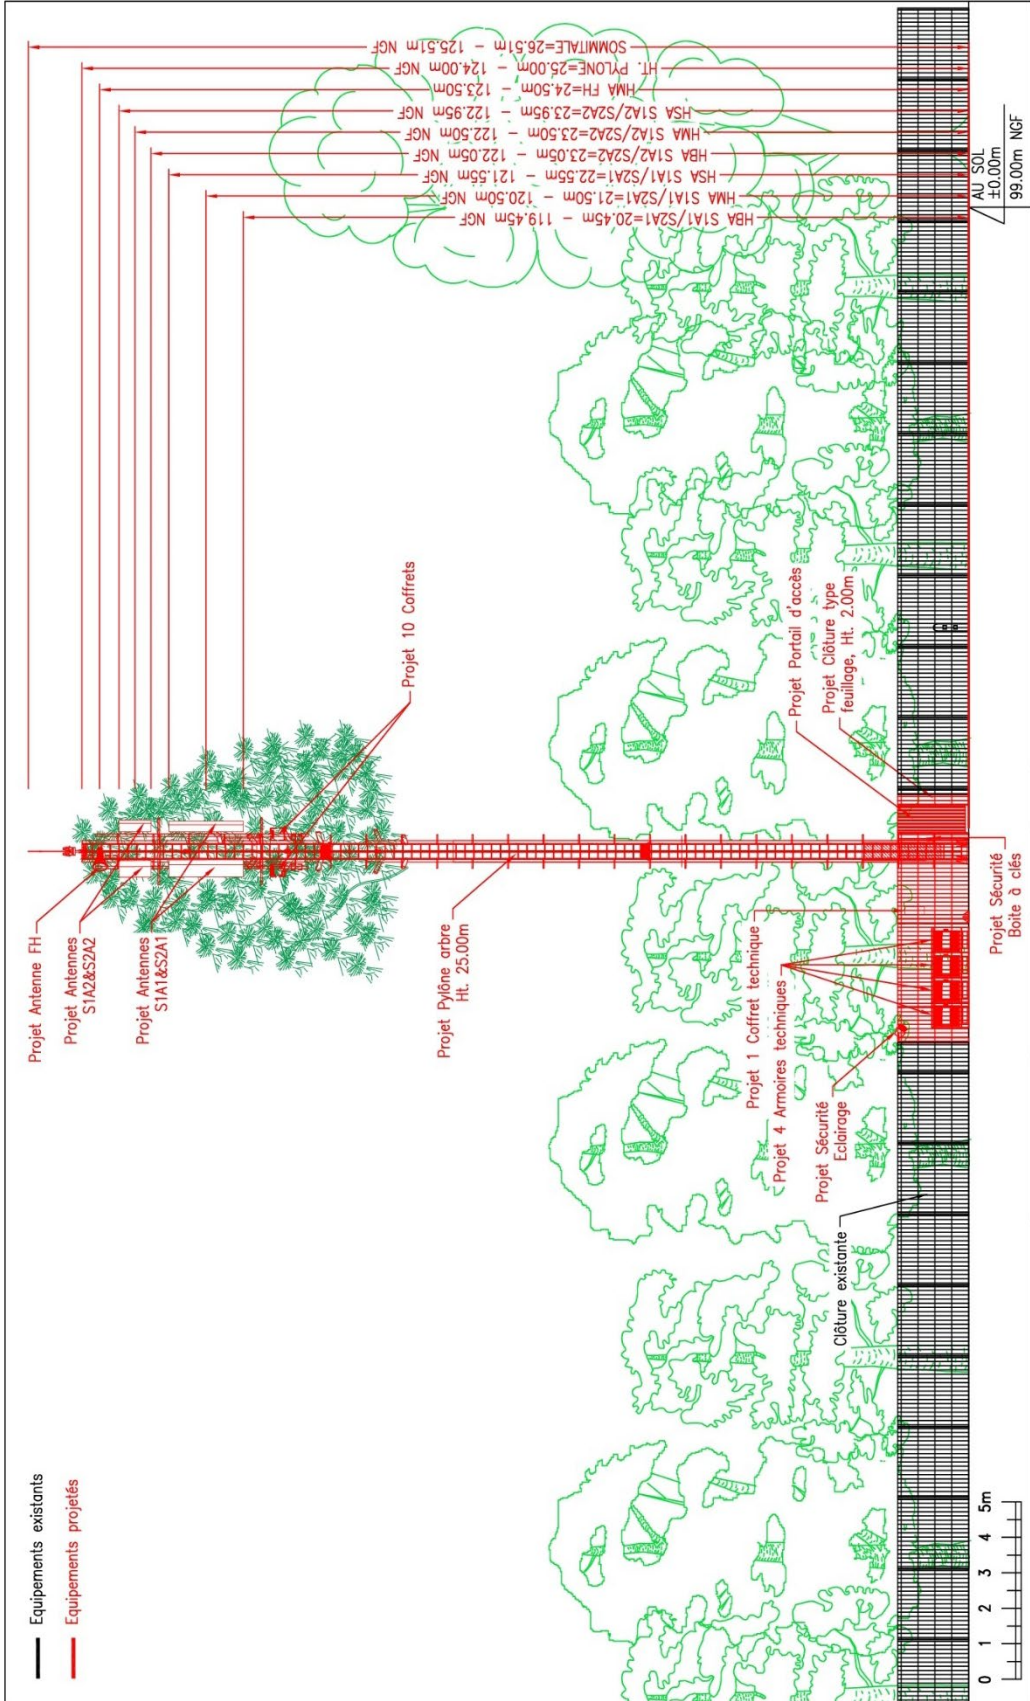 Equipements existants
Equipements projetés
SOMMITALE=26.51m - 125.51m NGF
HT. PYLONE=25.00m - 124.00m NGF
HMA FH=24.50m - 123.50m
HSA S1A2/S2A2=23.95m - 122.95m NGF
HMA S1A2/S2A2=23.50m - 122.50m NGF
HBA S1A2/S2A2=23.05m - 122.05m NGF
HSA S1A1/S2A1=22.55m - 121.55m NGF
HMA S1A1/S2A1=21.50m - 120.50m NGF
HBA S1A1/S2A1=20.45m - 119.45m NGF
Projet Antenne FH
Projet Antennes
S1A2&S2A2
Projet Antennes
S1A1&S2A1
Projet 10 Coffrets
Projet Pylône arbre
Ht. 25.00m
Projet 1 Coffret technique
Projet 4 Armoires techniques
Projet Sécurité
Eclairage
Projet Portail d'accès
Projet Clôture type
feuillage, Ht. 2.00m
Clôture existante
Projet Sécurité
Boite à clés
AU SOL
±0.00m
99.00m NGF
0 1 2 3 4 5m